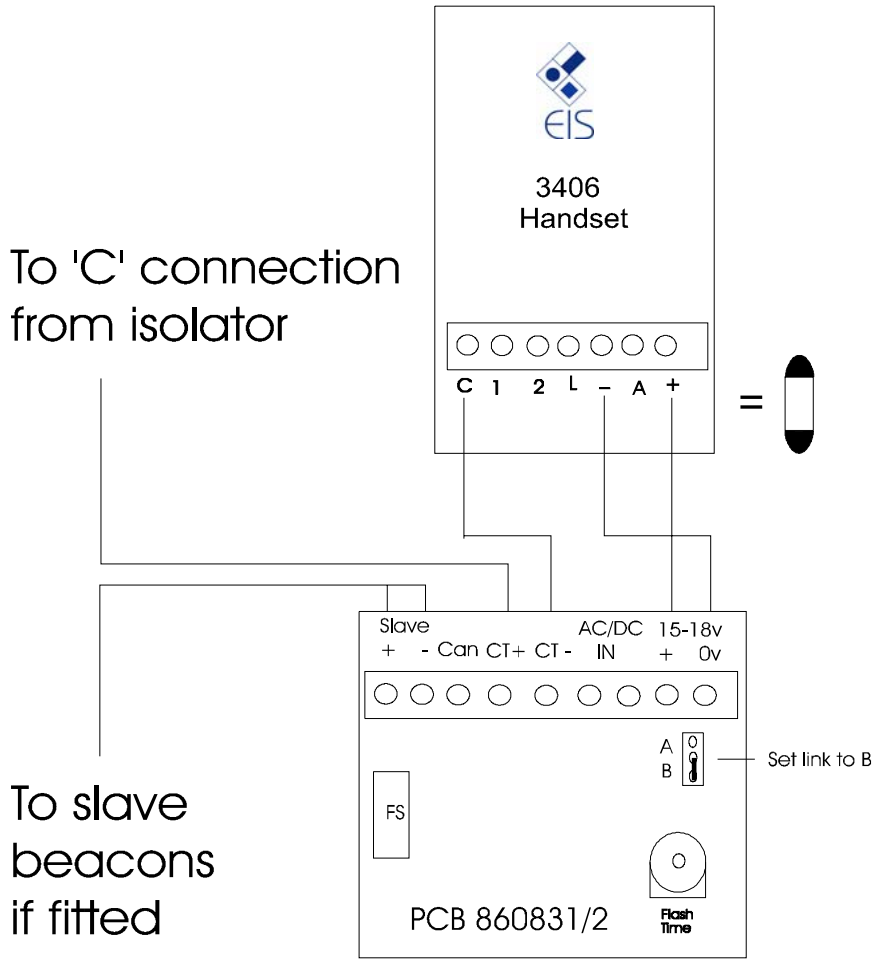 EIS
3406
Handset
To 'C' connection
from isolator
C 1 2 L - A +
=
Slave AC/DC 15-18v
+ - Can CT+ CT - IN + 0v
A
B
Set link to B
FS
To slave
beacons
if fitted
PCB 860831/2
Flash
Time